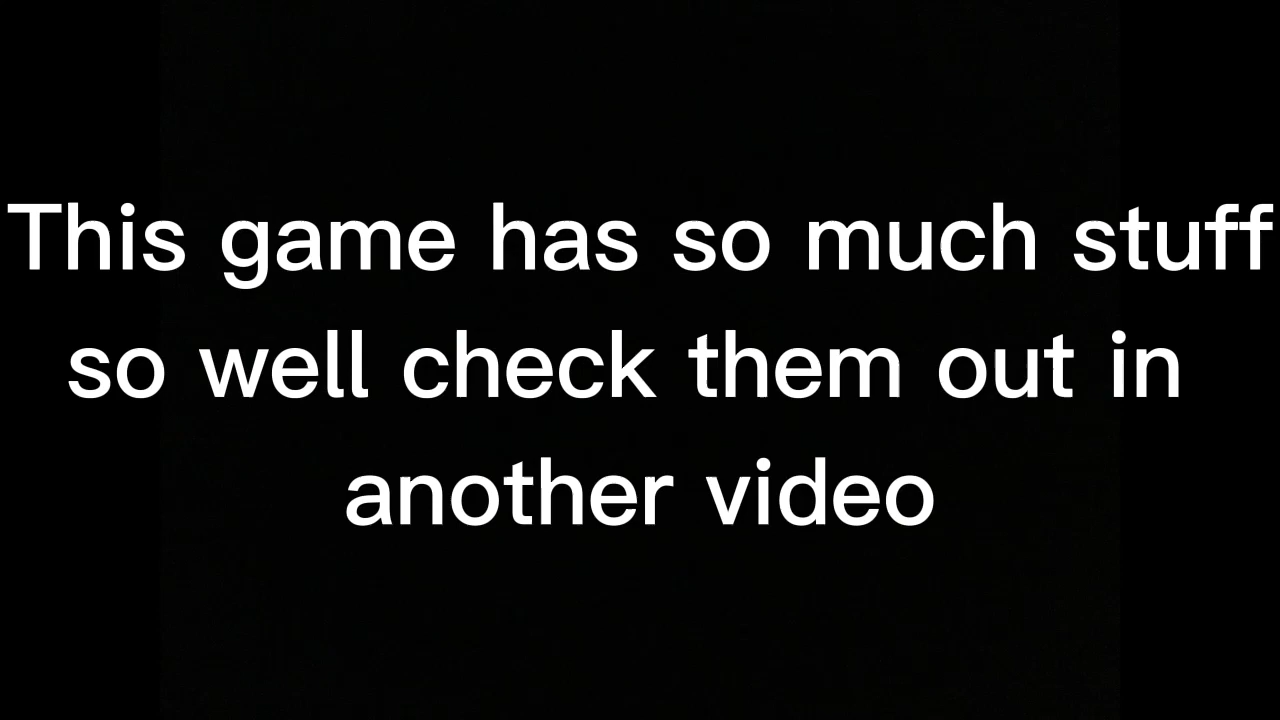 This game has so much stuff
so well check them out in
another video